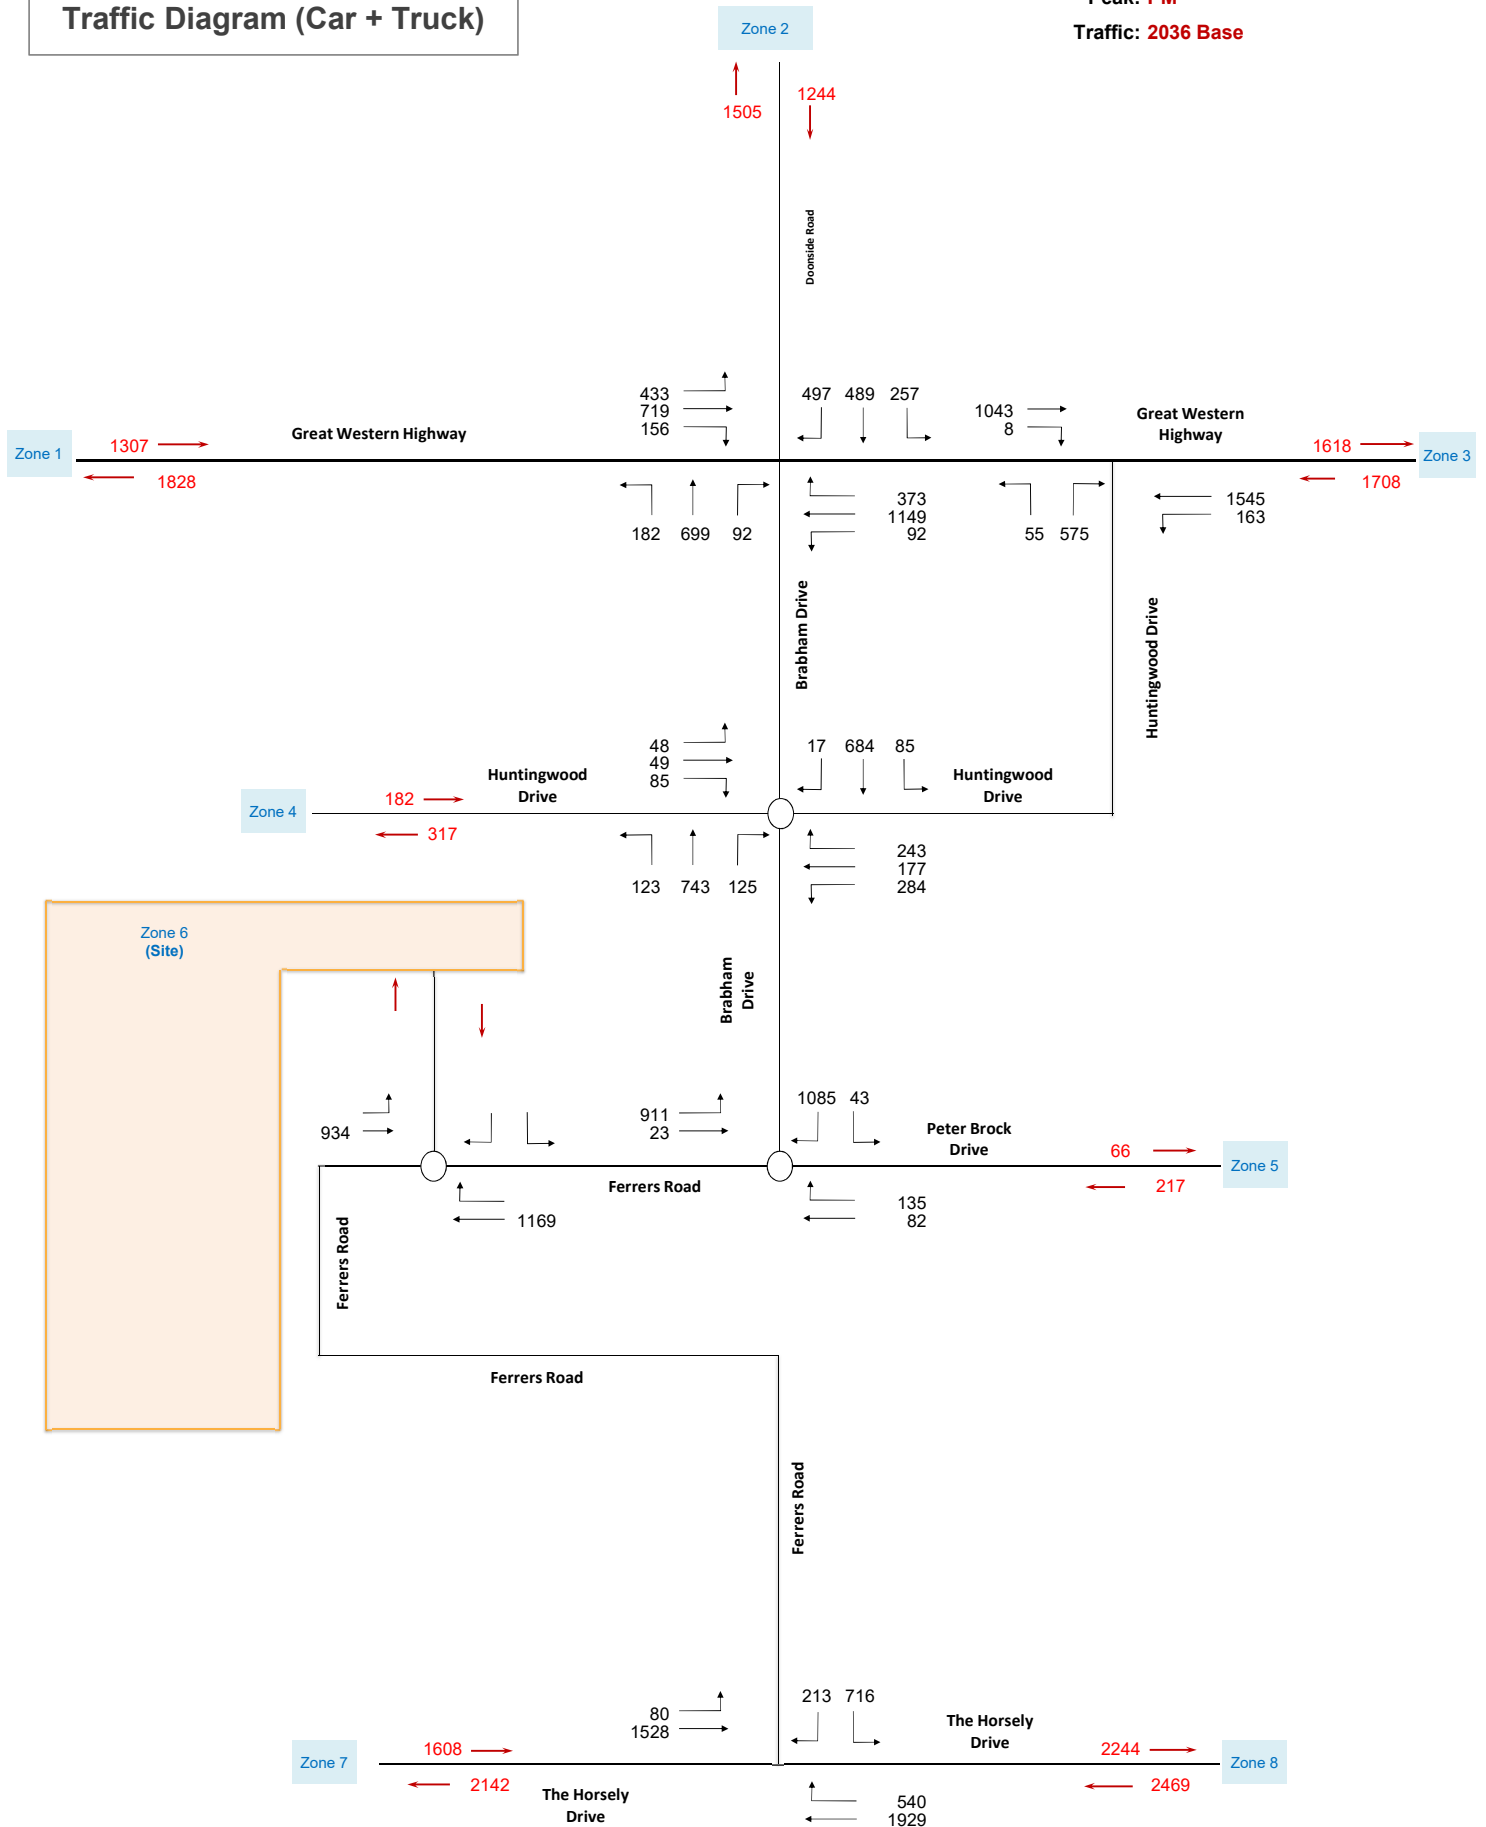 Traffic Diagram (Car + Truck)
Peak: PM
Traffic: 2036 Base
Zone 2
1505
1244
Doonside Road
433
719
156
497 489 257
1043
8
Great Western
Highway
Great Western Highway
Zone 1
1307
1828
1618
1708
Zone 3
182 699 92
373
1149
92
55 575
1545
163
Brabham Drive
Huntingwood Drive
48
49
85
17 684 85
Huntingwood
Drive
Huntingwood
Drive
Zone 4
182
317
123 743 125
243
177
284
Zone 6
(Site)
Brabham
Drive
934
911
23
1085 43
Peter Brock
Drive
66
217
Zone 5
Ferrers Road
1169
135
82
Ferrers Road
Ferrers Road
Ferrers Road
80
1528
213 716
The Horsely
Drive
Zone 7
1608
2142
2244
2469
Zone 8
The Horsely
Drive
540
1929